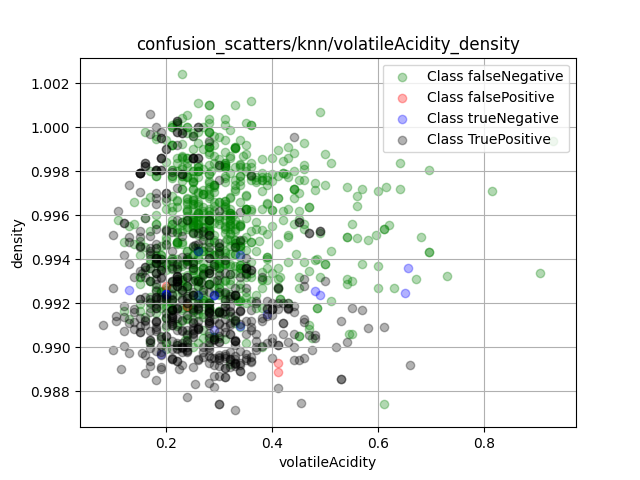 confusion_scatters/knn/volatileAcidity_density
Class falseNegative
Class falsePositive
Class trueNegative
Class TruePositive
1.002
1.000
0.998
0.996
0.994
0.992
0.990
0.988
density
0.2
0.4
0.6
0.8
volatileAcidity